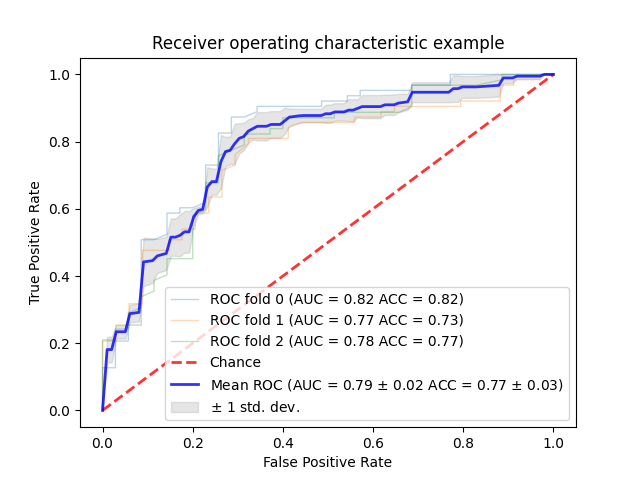 Receiver operating characteristic example
True Positive Rate
1.0
0.8
0.6
0.4
0.2
0.0
ROC fold 0 (AUC = 0.82 ACC = 0.82)
ROC fold 1 (AUC = 0.77 ACC = 0.73)
ROC fold 2 (AUC = 0.78 ACC = 0.77)
Chance
Mean ROC (AUC = 0.79 ± 0.02 ACC = 0.77 ± 0.03)
± 1 std. dev.
0.0 0.2 0.4 0.6 0.8 1.0
False Positive Rate